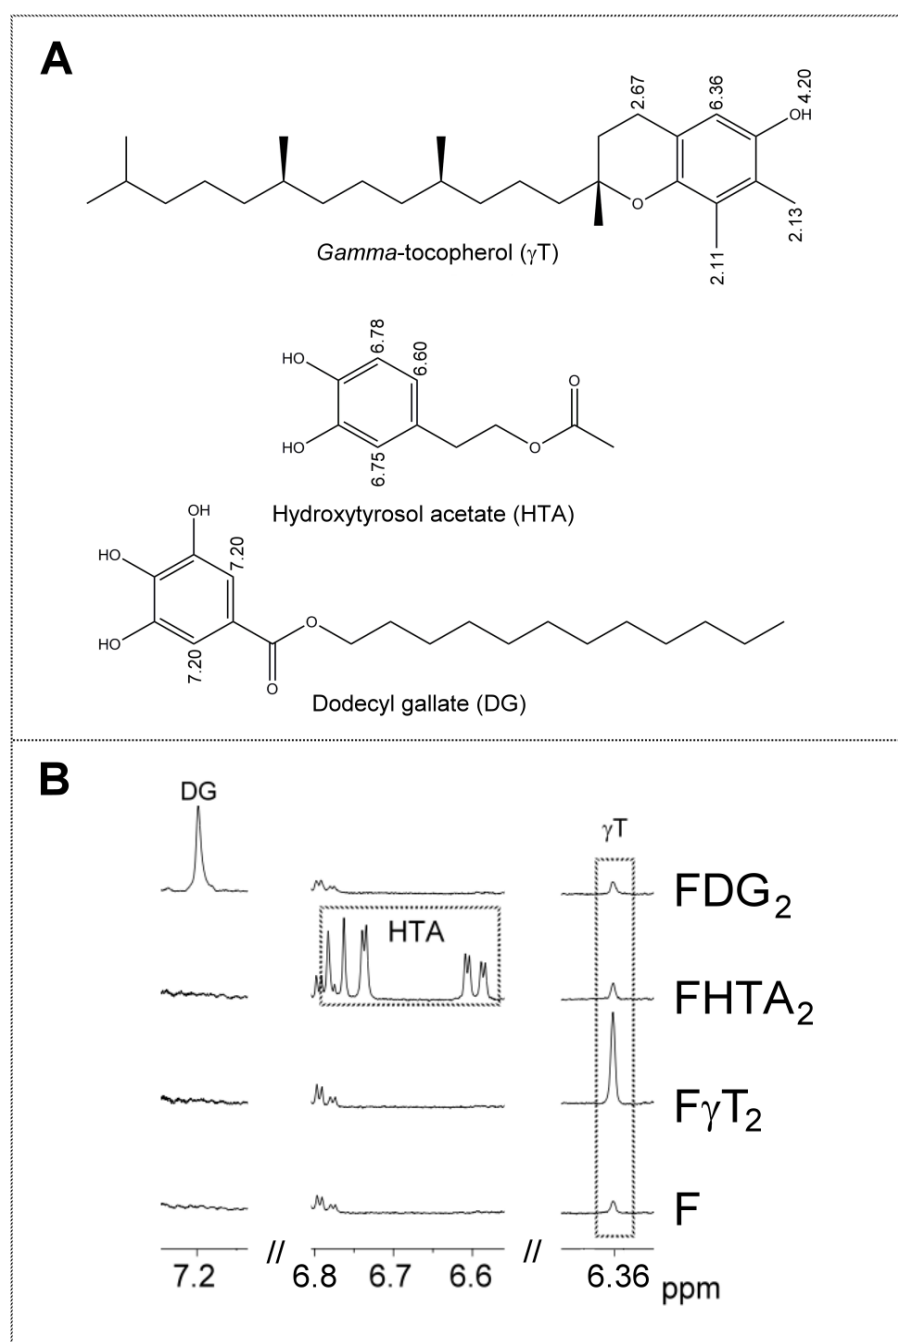 A
2.67
6.36
4.20
OH
O
2.13
2.11
Gamma-tocopherol (γT)
6.78
HO
6.60
O
HO
O
6.75
Hydroxytyrosol acetate (HTA)
OH
HO
7.20
O
HO
7.20
O
Dodecyl gallate (DG)
B
DG
γT
FDG₂
HTA
FHTA₂
FγT₂
F
// //
7.2 6.8 6.7 6.6 6.36 ppm